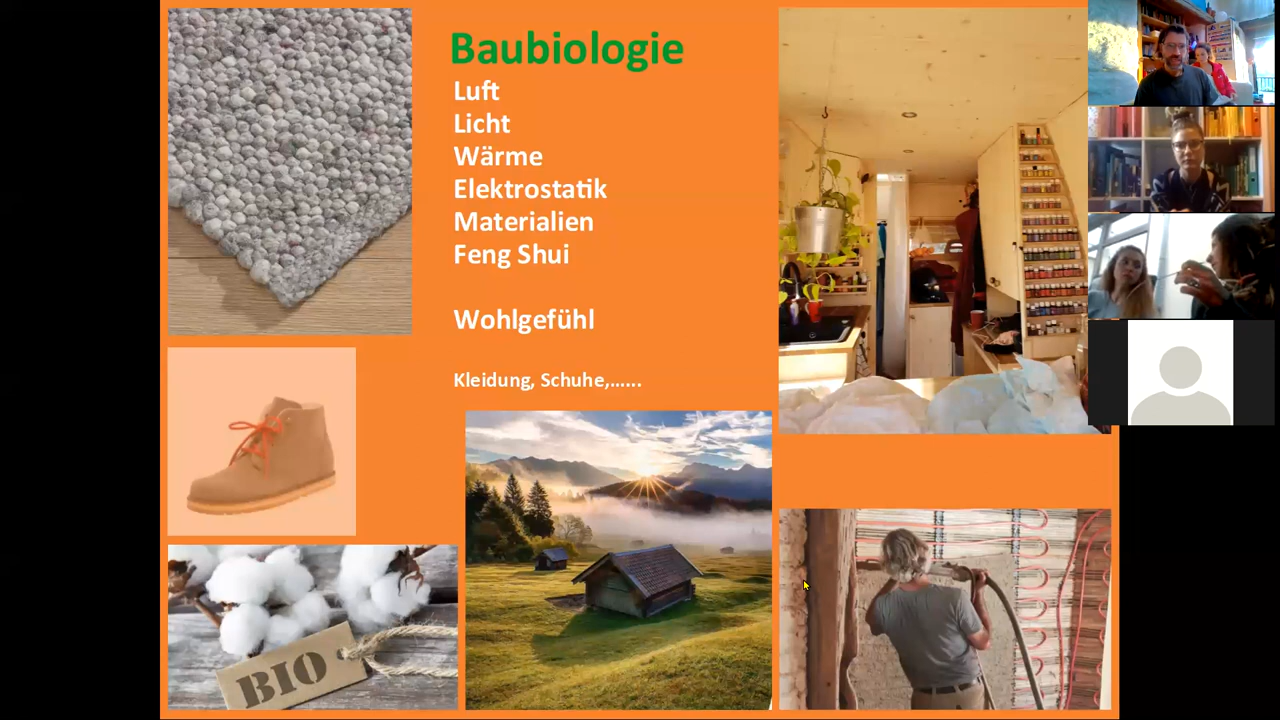 Baubiologie
Luft
Licht
Wärme
Elektrostatik
Materialien
Feng Shui
Wohlgefühl
Kleidung, Schuhe,......
BIO